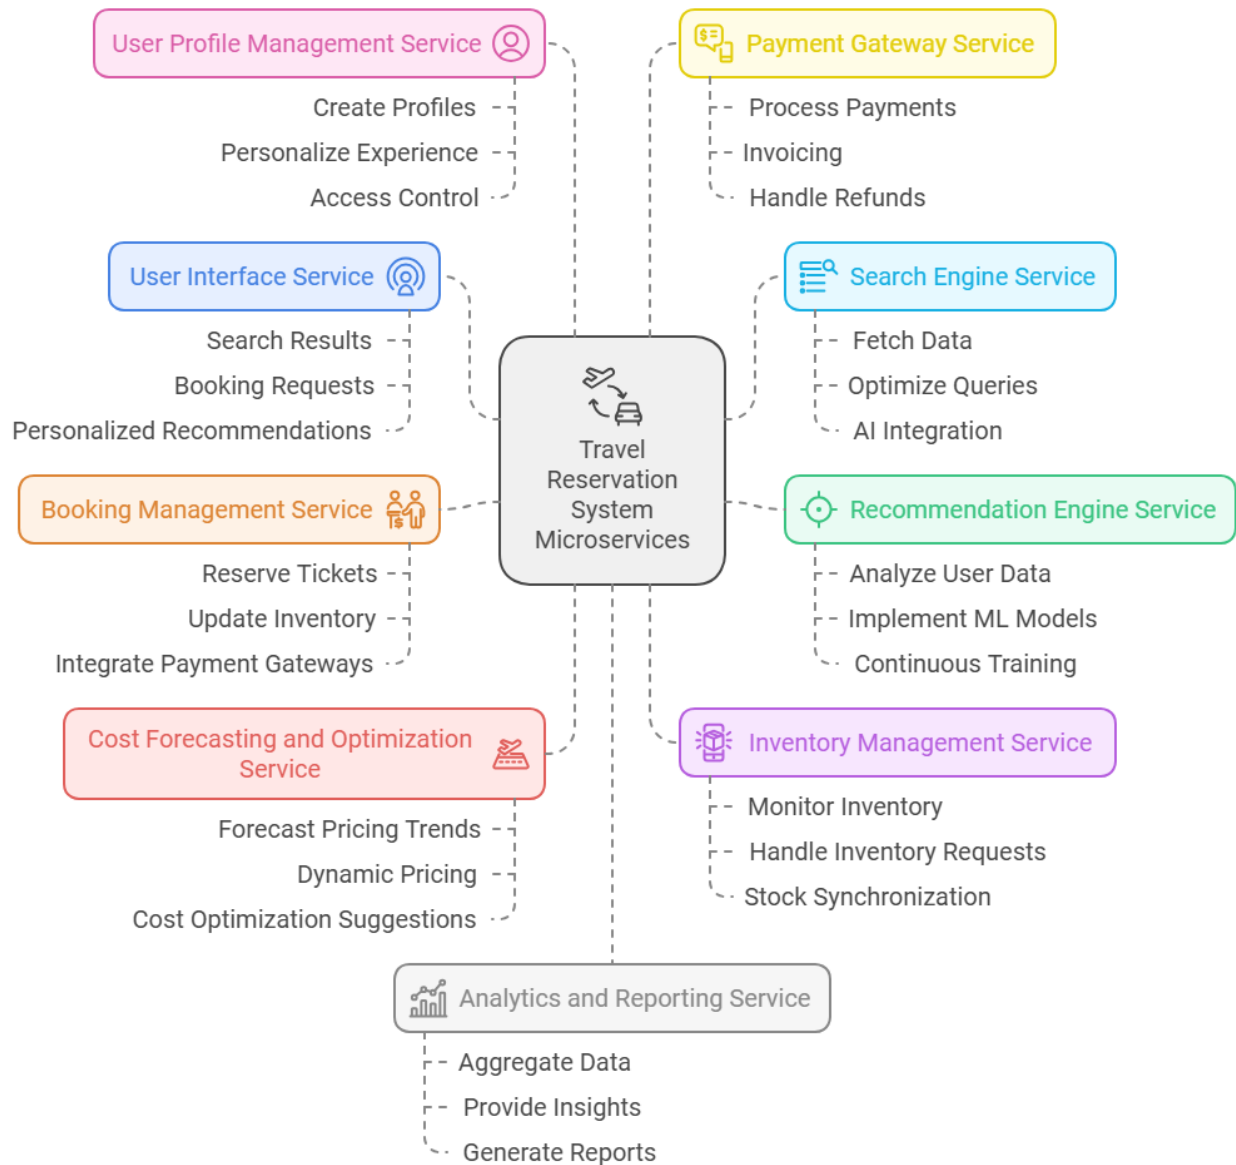 User Profile Management Service
Create Profiles
Personalize Experience
Access Control
Payment Gateway Service
Process Payments
Invoicing
Handle Refunds
User Interface Service
Search Results
Booking Requests
Personalized Recommendations
Search Engine Service
Fetch Data
Optimize Queries
AI Integration
Travel
Reservation
System
Microservices
Booking Management Service
Reserve Tickets
Update Inventory
Integrate Payment Gateways
Recommendation Engine Service
Analyze User Data
Implement ML Models
Continuous Training
Cost Forecasting and Optimization
Service
Forecast Pricing Trends
Dynamic Pricing
Cost Optimization Suggestions
Inventory Management Service
Monitor Inventory
Handle Inventory Requests
Stock Synchronization
Analytics and Reporting Service
Aggregate Data
Provide Insights
Generate Reports